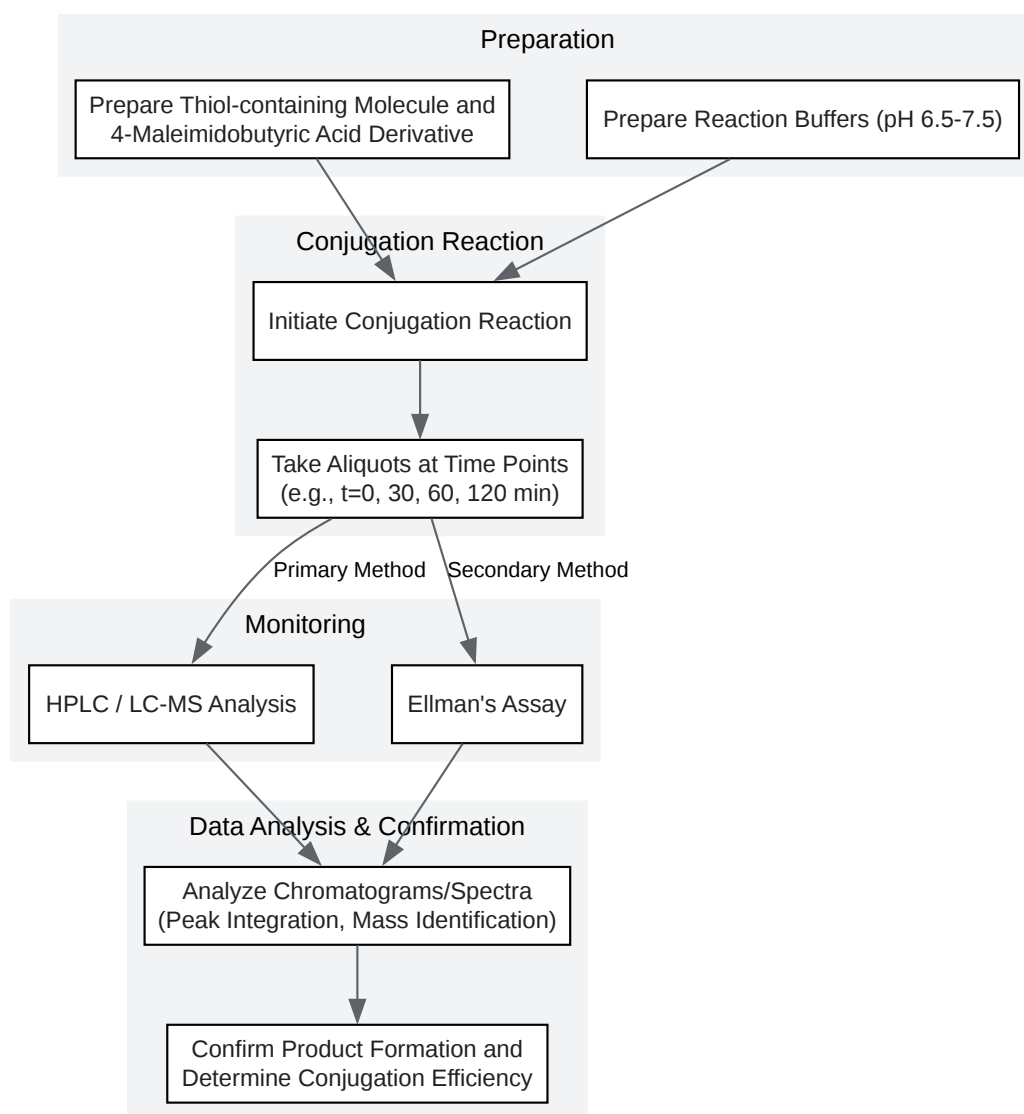 Preparation
Prepare Thiol-containing Molecule and
4-Maleimidobutyric Acid Derivative
Prepare Reaction Buffers (pH 6.5-7.5)
Conjugation Reaction
Initiate Conjugation Reaction
Take Aliquots at Time Points
(e.g., t=0, 30, 60, 120 min)
Primary Method
Secondary Method
Monitoring
HPLC / LC-MS Analysis
Ellman's Assay
Data Analysis & Confirmation
Analyze Chromatograms/Spectra
(Peak Integration, Mass Identification)
Confirm Product Formation and
Determine Conjugation Efficiency